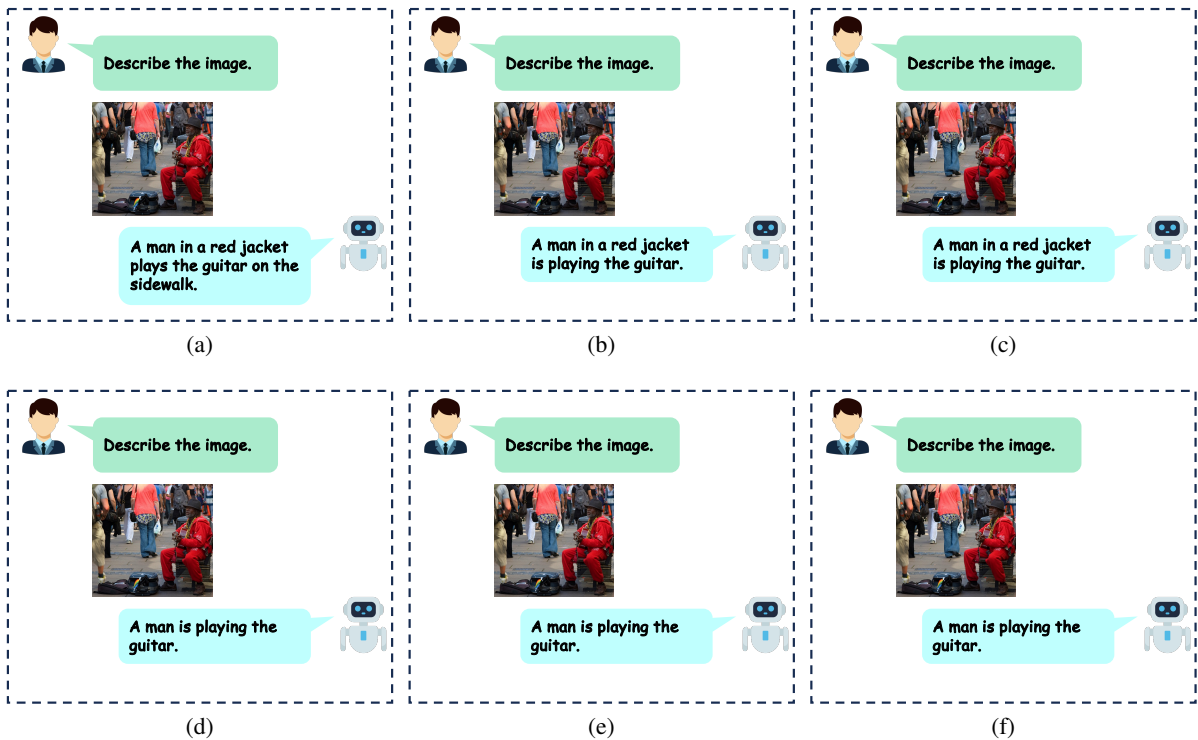 Describe the image.
A man in a red jacket
plays the guitar on the
sidewalk.
(a)
Describe the image.
A man in a red jacket
is playing the guitar.
(b)
Describe the image.
A man in a red jacket
is playing the guitar.
(c)
Describe the image.
A man is playing the
guitar.
(d)
Describe the image.
A man is playing the
guitar.
(e)
Describe the image.
A man is playing the
guitar.
(f)